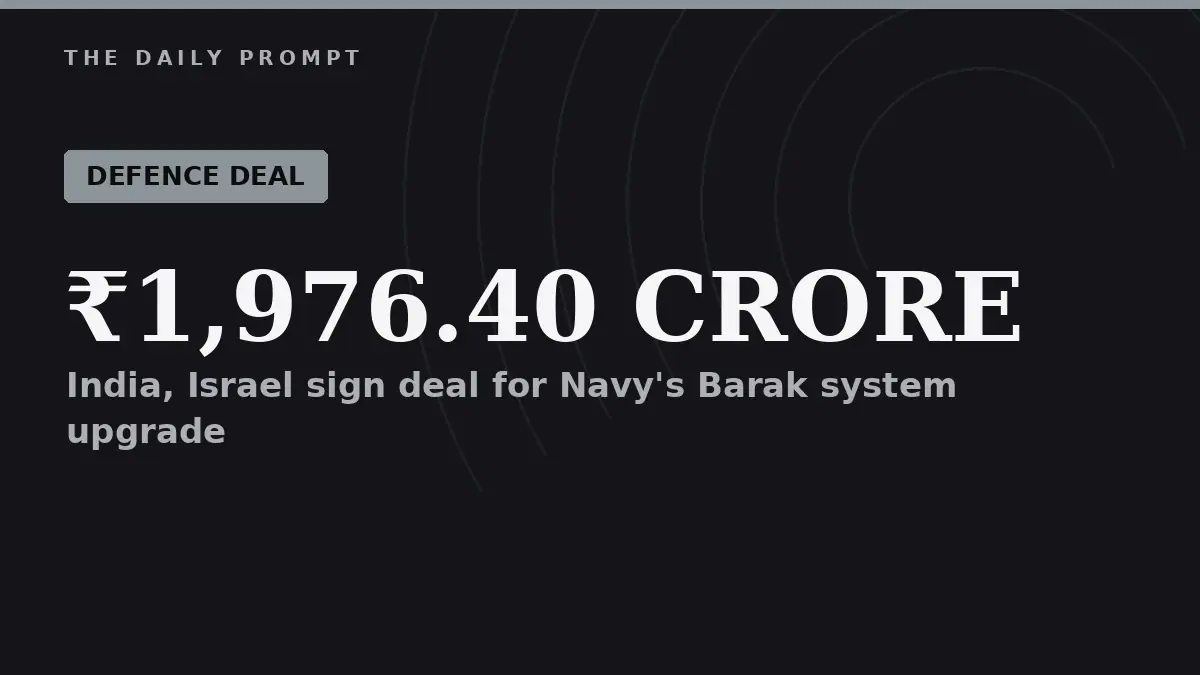 THE DAILY PROMPT
DEFENCE DEAL
₹1,976.40 CRORE
India, Israel sign deal for Navy's Barak system
upgrade